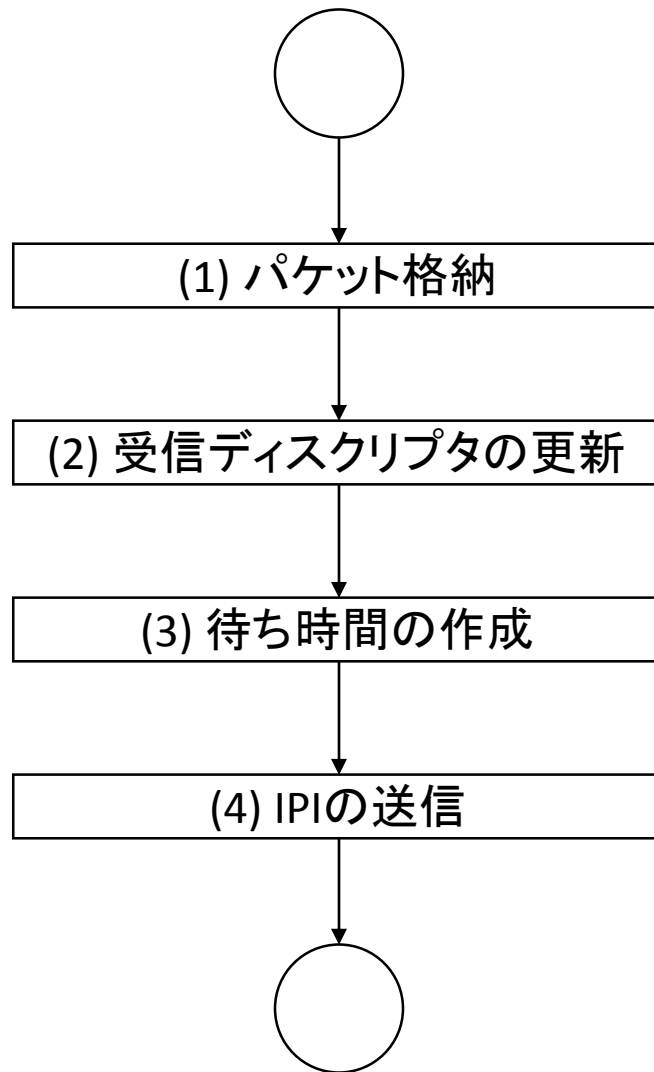 (1) パケット格納
(2) 受信ディスクリプタの更新
(3) 待ち時間の作成
(4) IPIの送信